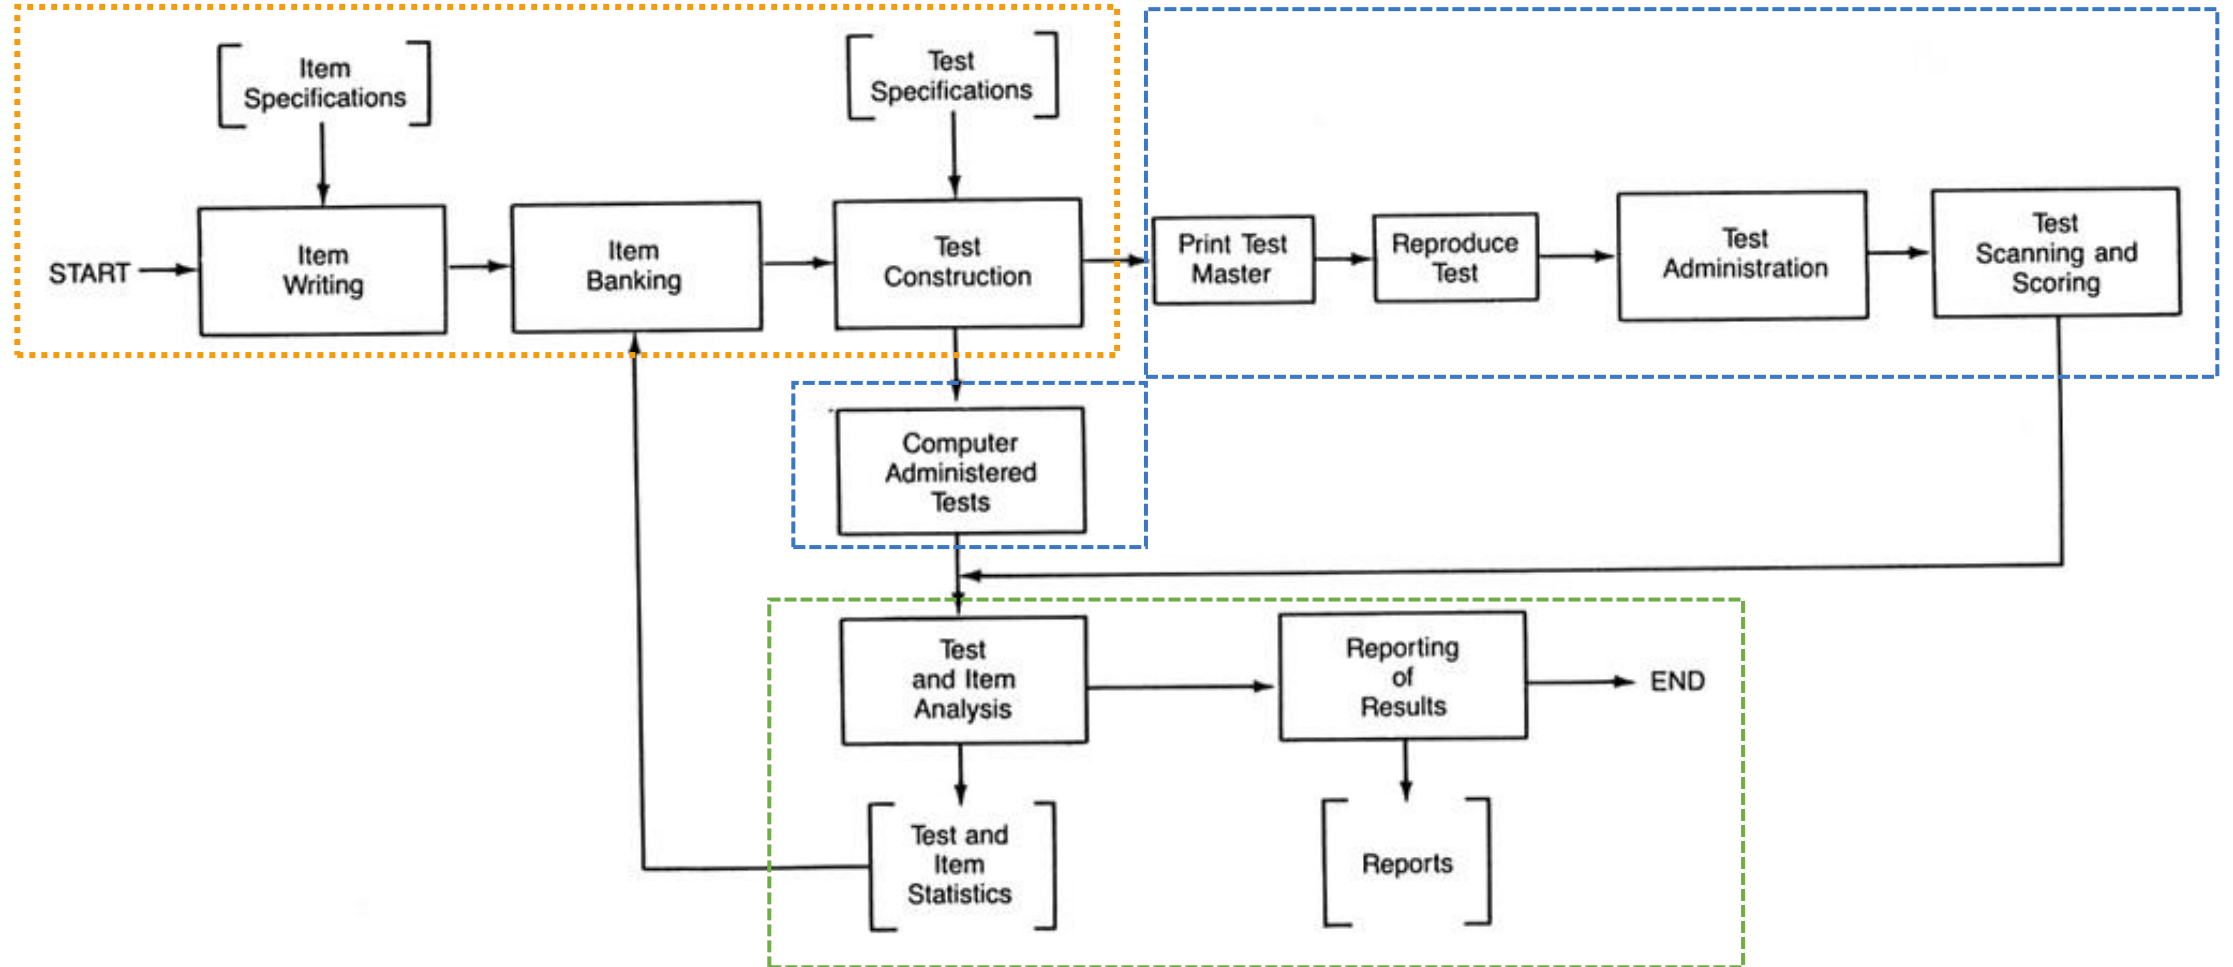 Item
Specifications
Test
Specifications
START
Item
Writing
Item
Banking
Test
Construction
Print Test
Master
Reproduce
Test
Test
Administration
Test
Scanning and
Scoring
Computer
Administered
Tests
Test
and Item
Analysis
Reporting
of
Results
END
Test and
Item
Statistics
Reports